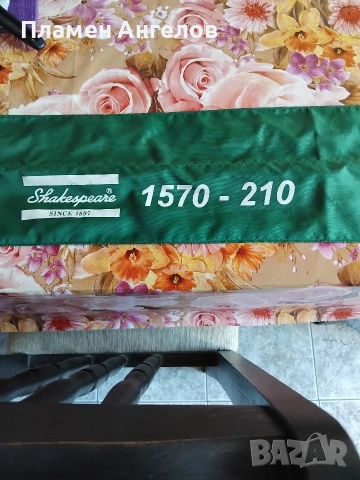 Пламен Ангелов
Shakespeare®
SINCE 1897
1570 - 210
BAZAR